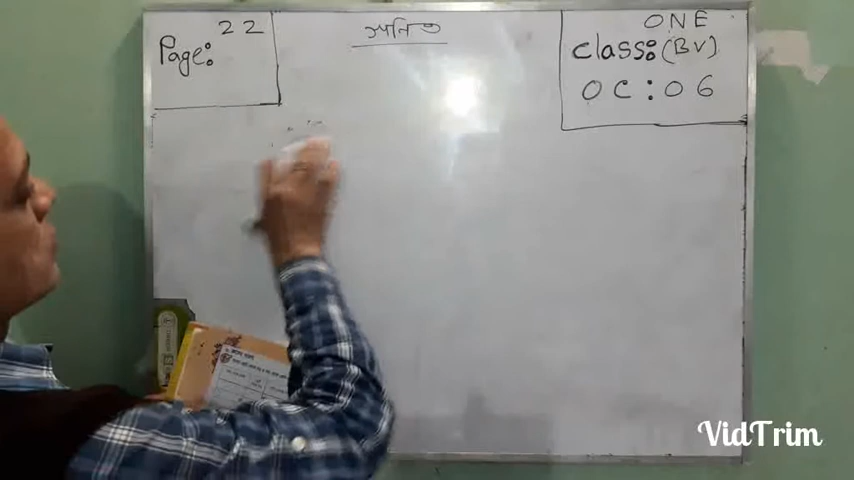 Page: 22
গণিত
ONE
class: (BV)
OC: 06
VidTrim